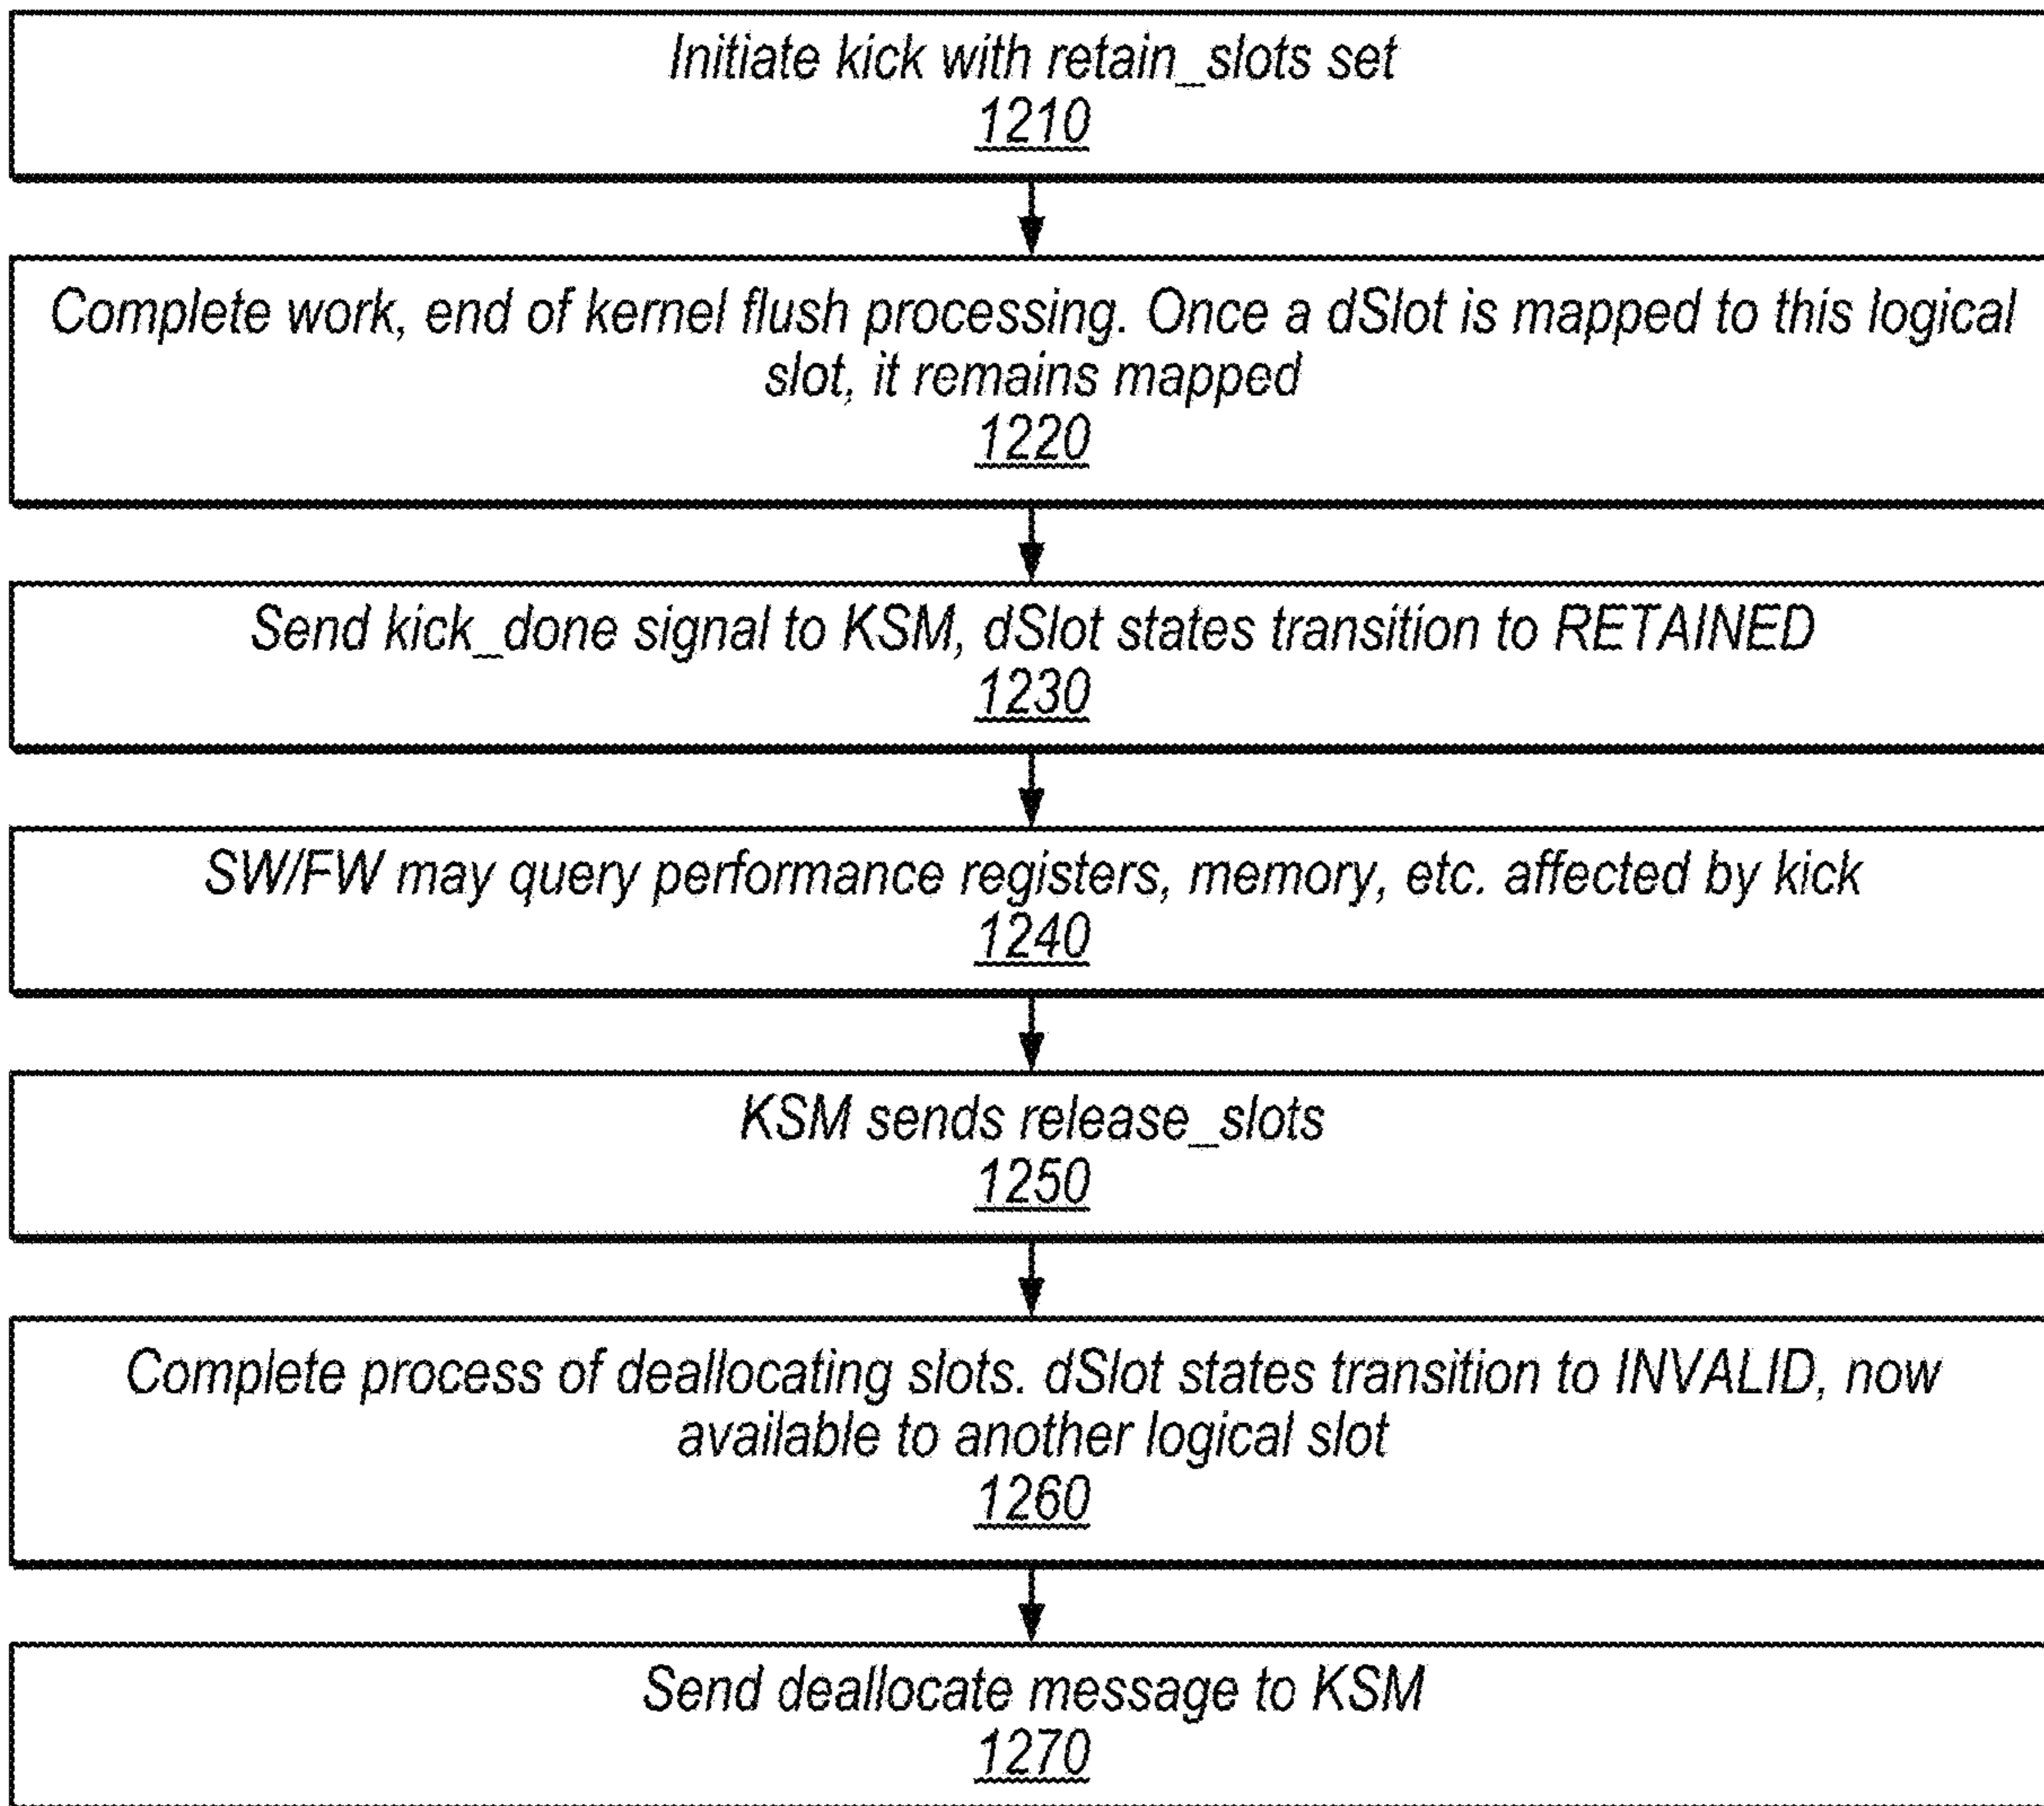 Initiate kick with retain_slots set
1210
Complete work, end of kernel flush processing. Once a dSlot is mapped to this logical
slot, it remains mapped
1220
Send kick_done signal to KSM, dSlot states transition to RETAINED
1230
SW/FW may query performance registers, memory, etc. affected by kick
1240
KSM sends release_slots
1250
Complete process of deallocating slots. dSlot states transition to INVALID, now
available to another logical slot
1260
Send deallocate message to KSM
1270